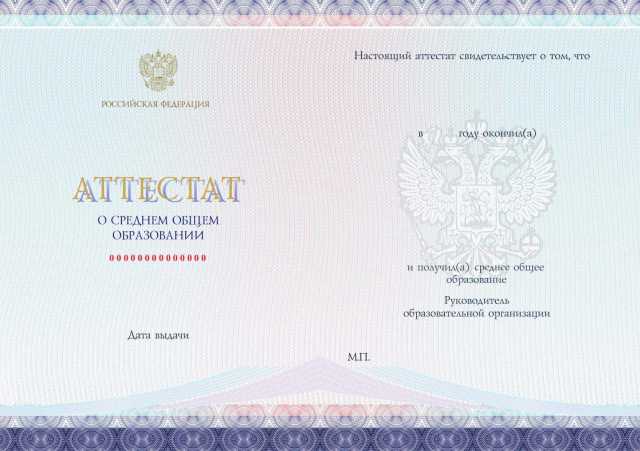 РОССИЙСКАЯ ФЕДЕРАЦИЯ
АТТЕСТАТ
О СРЕДНЕМ ОБЩЕМ
ОБРАЗОВАНИИ
00000000000000
Дата выдачи
Настоящий аттестат свидетельствует о том, что
в году окончил(а)
и получил(а) среднее общее
образование
Руководитель
образовательной организации
М.П.